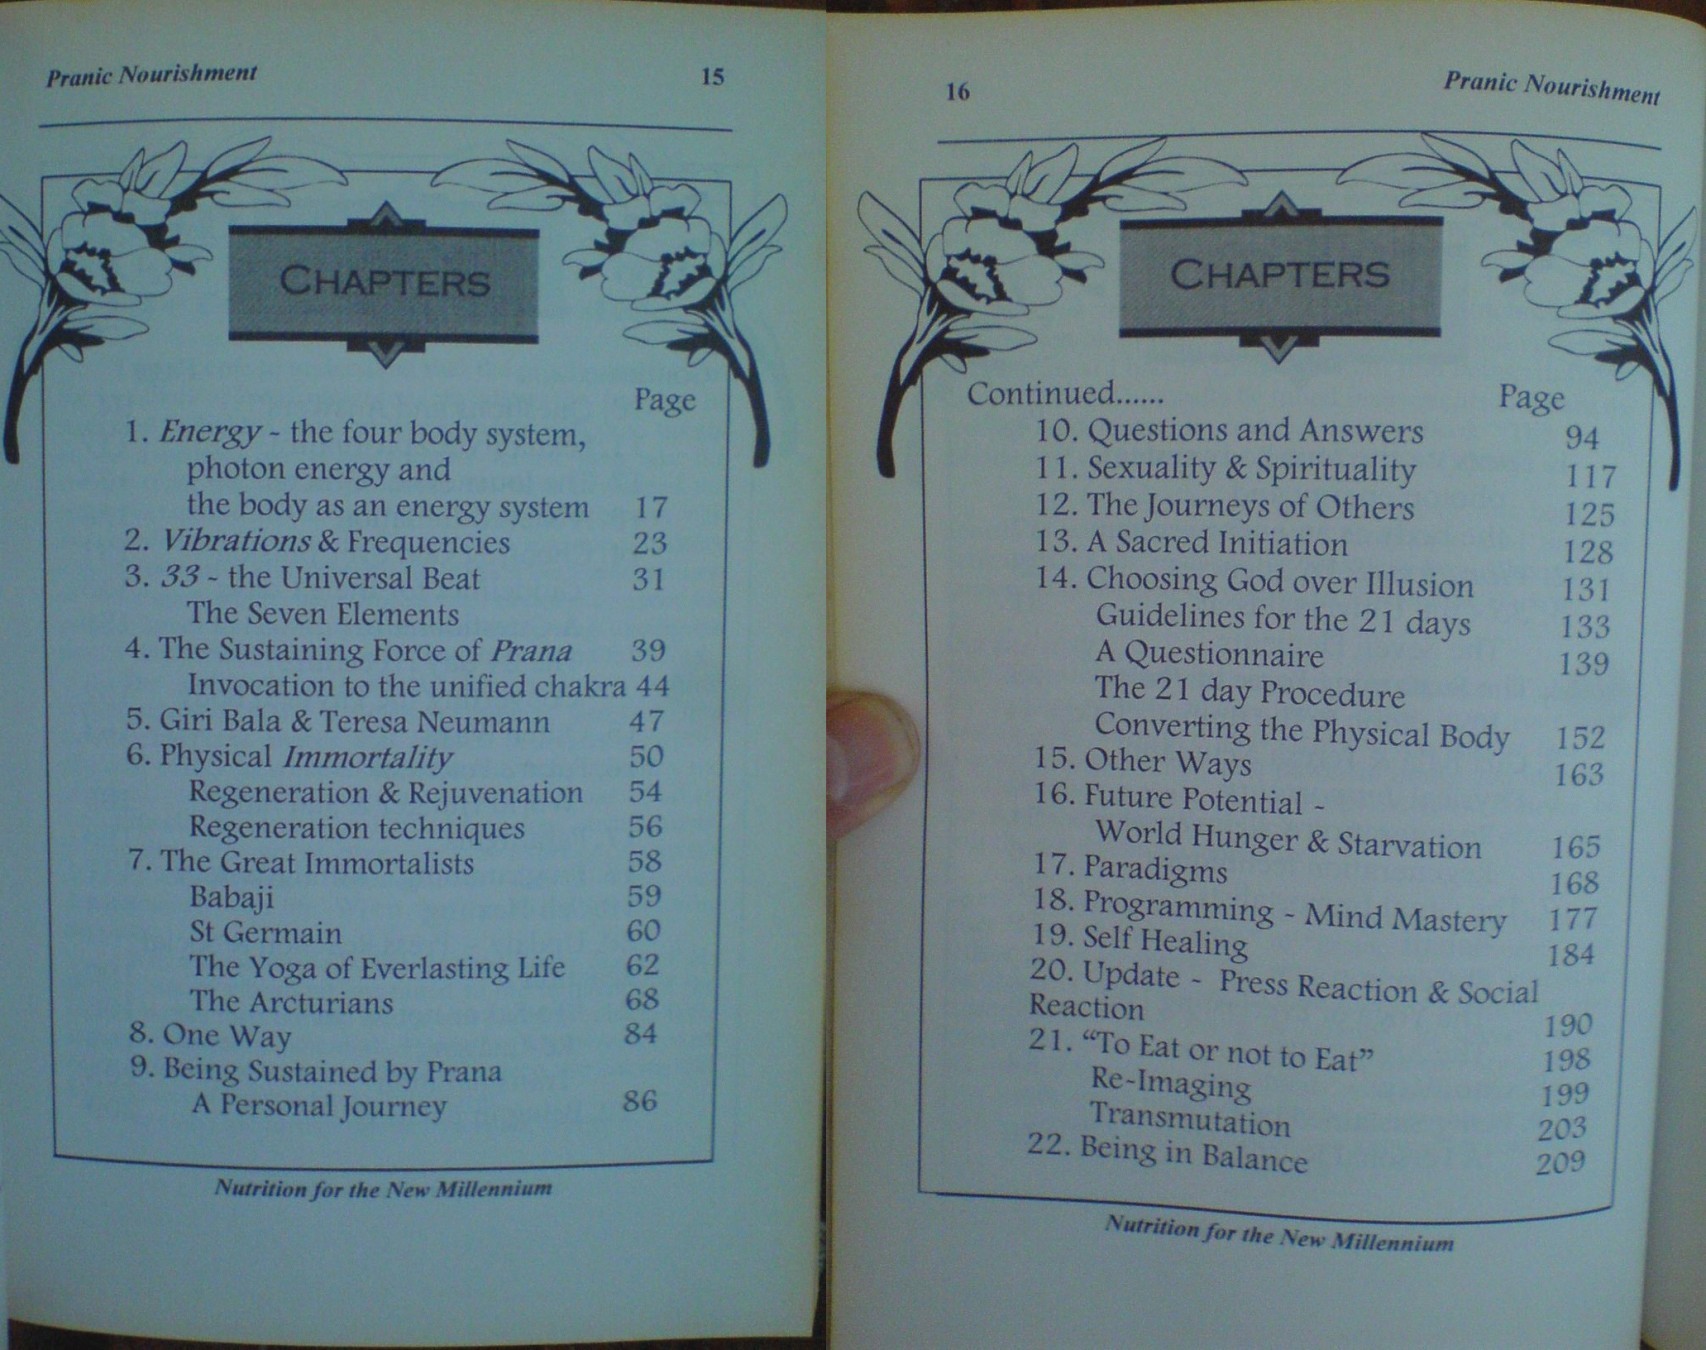 Pranic Nourishment 15
CHAPTERS
Page
1. Energy - the four body system,
photon energy and
the body as an energy system 17
2. Vibrations & Frequencies 23
3. 33 - the Universal Beat 31
The Seven Elements
4. The Sustaining Force of Prana 39
Invocation to the unified chakra 44
5. Giri Bala & Teresa Neumann 47
6. Physical Immortality 50
Regeneration & Rejuvenation 54
Regeneration techniques 56
7. The Great Immortalists 58
Babaji 59
St Germain 60
The Yoga of Everlasting Life 62
The Arcturians 68
8. One Way 84
9. Being Sustained by Prana
A Personal Journey 86
Nutrition for the New Millennium
16 Pranic Nourishment
CHAPTERS
Continued...... Page
10. Questions and Answers 94
11. Sexuality & Spirituality 117
12. The Journeys of Others 125
13. A Sacred Initiation 128
14. Choosing God over Illusion 131
Guidelines for the 21 days 133
A Questionnaire 139
The 21 day Procedure
Converting the Physical Body 152
15. Other Ways 163
16. Future Potential -
World Hunger & Starvation 165
17. Paradigms 168
18. Programming - Mind Mastery 177
19. Self Healing 184
20. Update - Press Reaction & Social
Reaction 190
21. “To Eat or not to Eat” 198
Re-Imaging 199
Transmutation 203
22. Being in Balance 209
Nutrition for the New Millennium